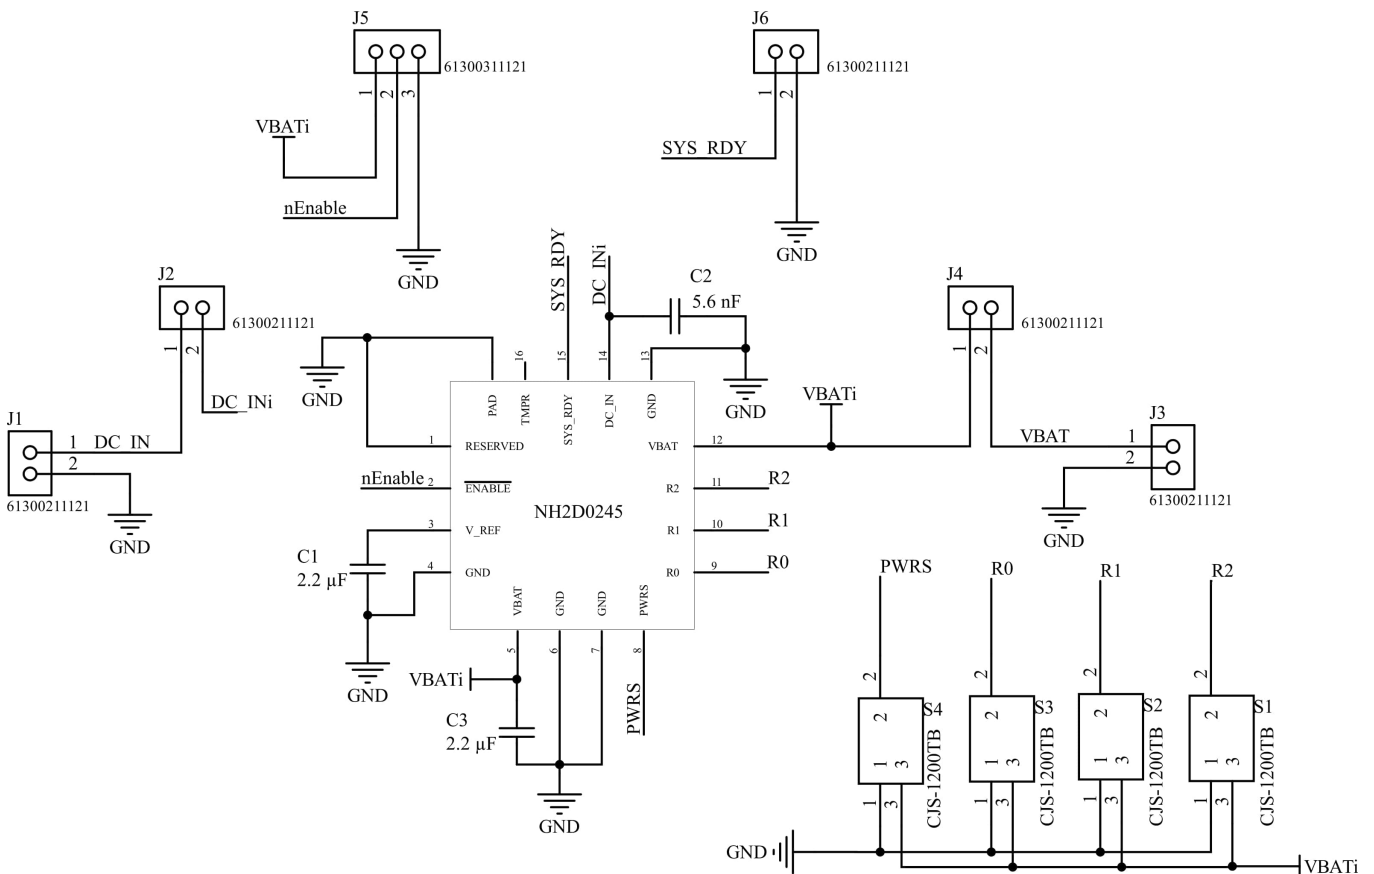 J5
61300311121
1
2
3
VBATi
nEnable
GND
J6
61300211121
1
2
SYS_RDY
GND
J2
61300211121
1
2
DC_INi
J1
1 DC_IN
2
61300211121
GND
GND
SYS_RDY
DC_INi
C2
5.6 nF
GND
16
15
14
13
PAD
TMPR
SYS_RDY
DC_IN
GND
1 RESERVED
nEnable 2 ENABLE
3 V_REF
4 GND
NH2D0245
VBAT 12
R2 11 R2
R1 10 R1
R0 9 R0
VBAT
GND
GND
PWRS
5
6
7
8
C1
2.2 µF
GND
VBATi
C3
2.2 µF
GND
PWRS
VBATi
J4
61300211121
1
2
J3
VBAT 1
2
61300211121
GND
PWRS
R0
R1
R2
2
2
2
2
S4
2
1 3
CJS-1200TB
1
3
S3
2
1 3
CJS-1200TB
1
3
S2
2
1 3
CJS-1200TB
1
3
S1
2
1 3
CJS-1200TB
1
3
GND
VBATi